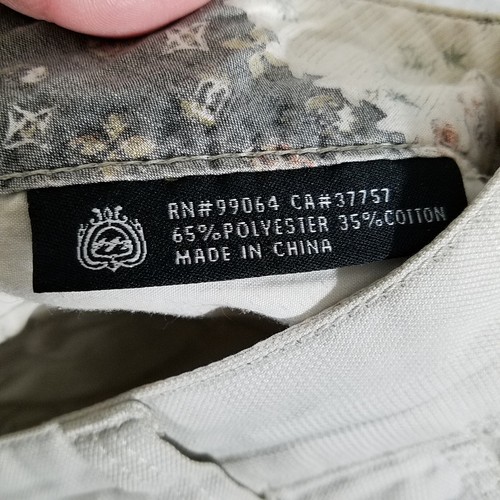 RN#99064 CA#37757
65%POLYESTER 35%COTTON
MADE IN CHINA